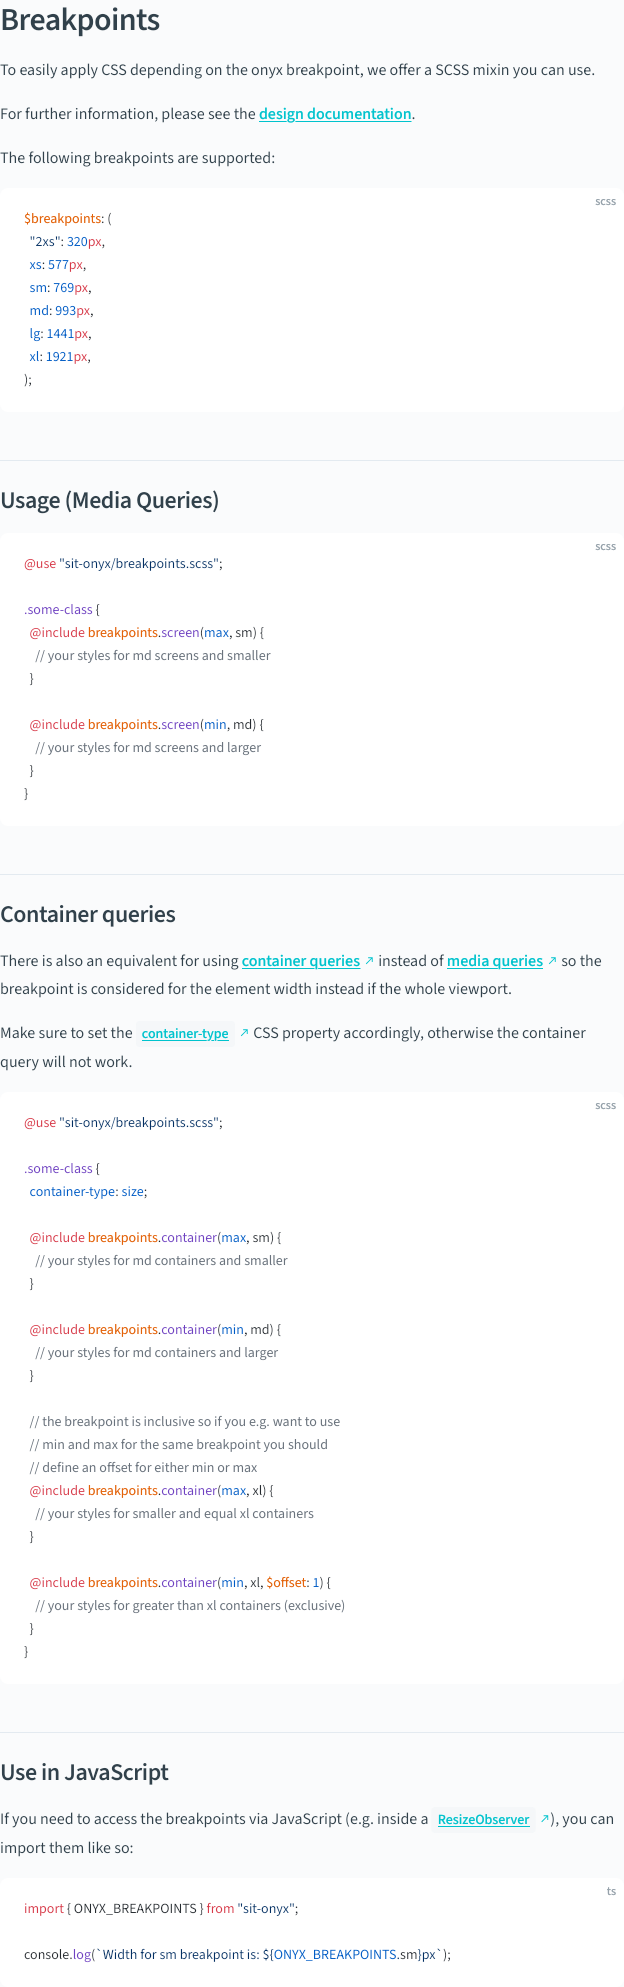 Breakpoints
To easily apply CSS depending on the onyx breakpoint, we offer a SCSS mixin you can use.
For further information, please see the design documentation.
The following breakpoints are supported:
scss
$breakpoints: (
  "2xs": 320px,
  xs: 577px,
  sm: 769px,
  md: 993px,
  lg: 1441px,
  xl: 1921px,
);
Usage (Media Queries)
scss
@use "sit-onyx/breakpoints.scss";
.some-class {
  @include breakpoints.screen(max, sm) {
    // your styles for md screens and smaller
  }
  @include breakpoints.screen(min, md) {
    // your styles for md screens and larger
  }
}
Container queries
There is also an equivalent for using container queries ↗ instead of media queries ↗ so the
breakpoint is considered for the element width instead if the whole viewport.
Make sure to set the container-type ↗ CSS property accordingly, otherwise the container
query will not work.
scss
@use "sit-onyx/breakpoints.scss";
.some-class {
  container-type: size;
  @include breakpoints.container(max, sm) {
    // your styles for md containers and smaller
  }
  @include breakpoints.container(min, md) {
    // your styles for md containers and larger
  }
  // the breakpoint is inclusive so if you e.g. want to use
  // min and max for the same breakpoint you should
  // define an offset for either min or max
  @include breakpoints.container(max, xl) {
    // your styles for smaller and equal xl containers
  }
  @include breakpoints.container(min, xl, $offset: 1) {
    // your styles for greater than xl containers (exclusive)
  }
}
Use in JavaScript
If you need to access the breakpoints via JavaScript (e.g. inside a ResizeObserver ↗), you can
import them like so:
ts
import { ONYX_BREAKPOINTS } from "sit-onyx";
console.log(`Width for sm breakpoint is: ${ONYX_BREAKPOINTS.sm}px`);